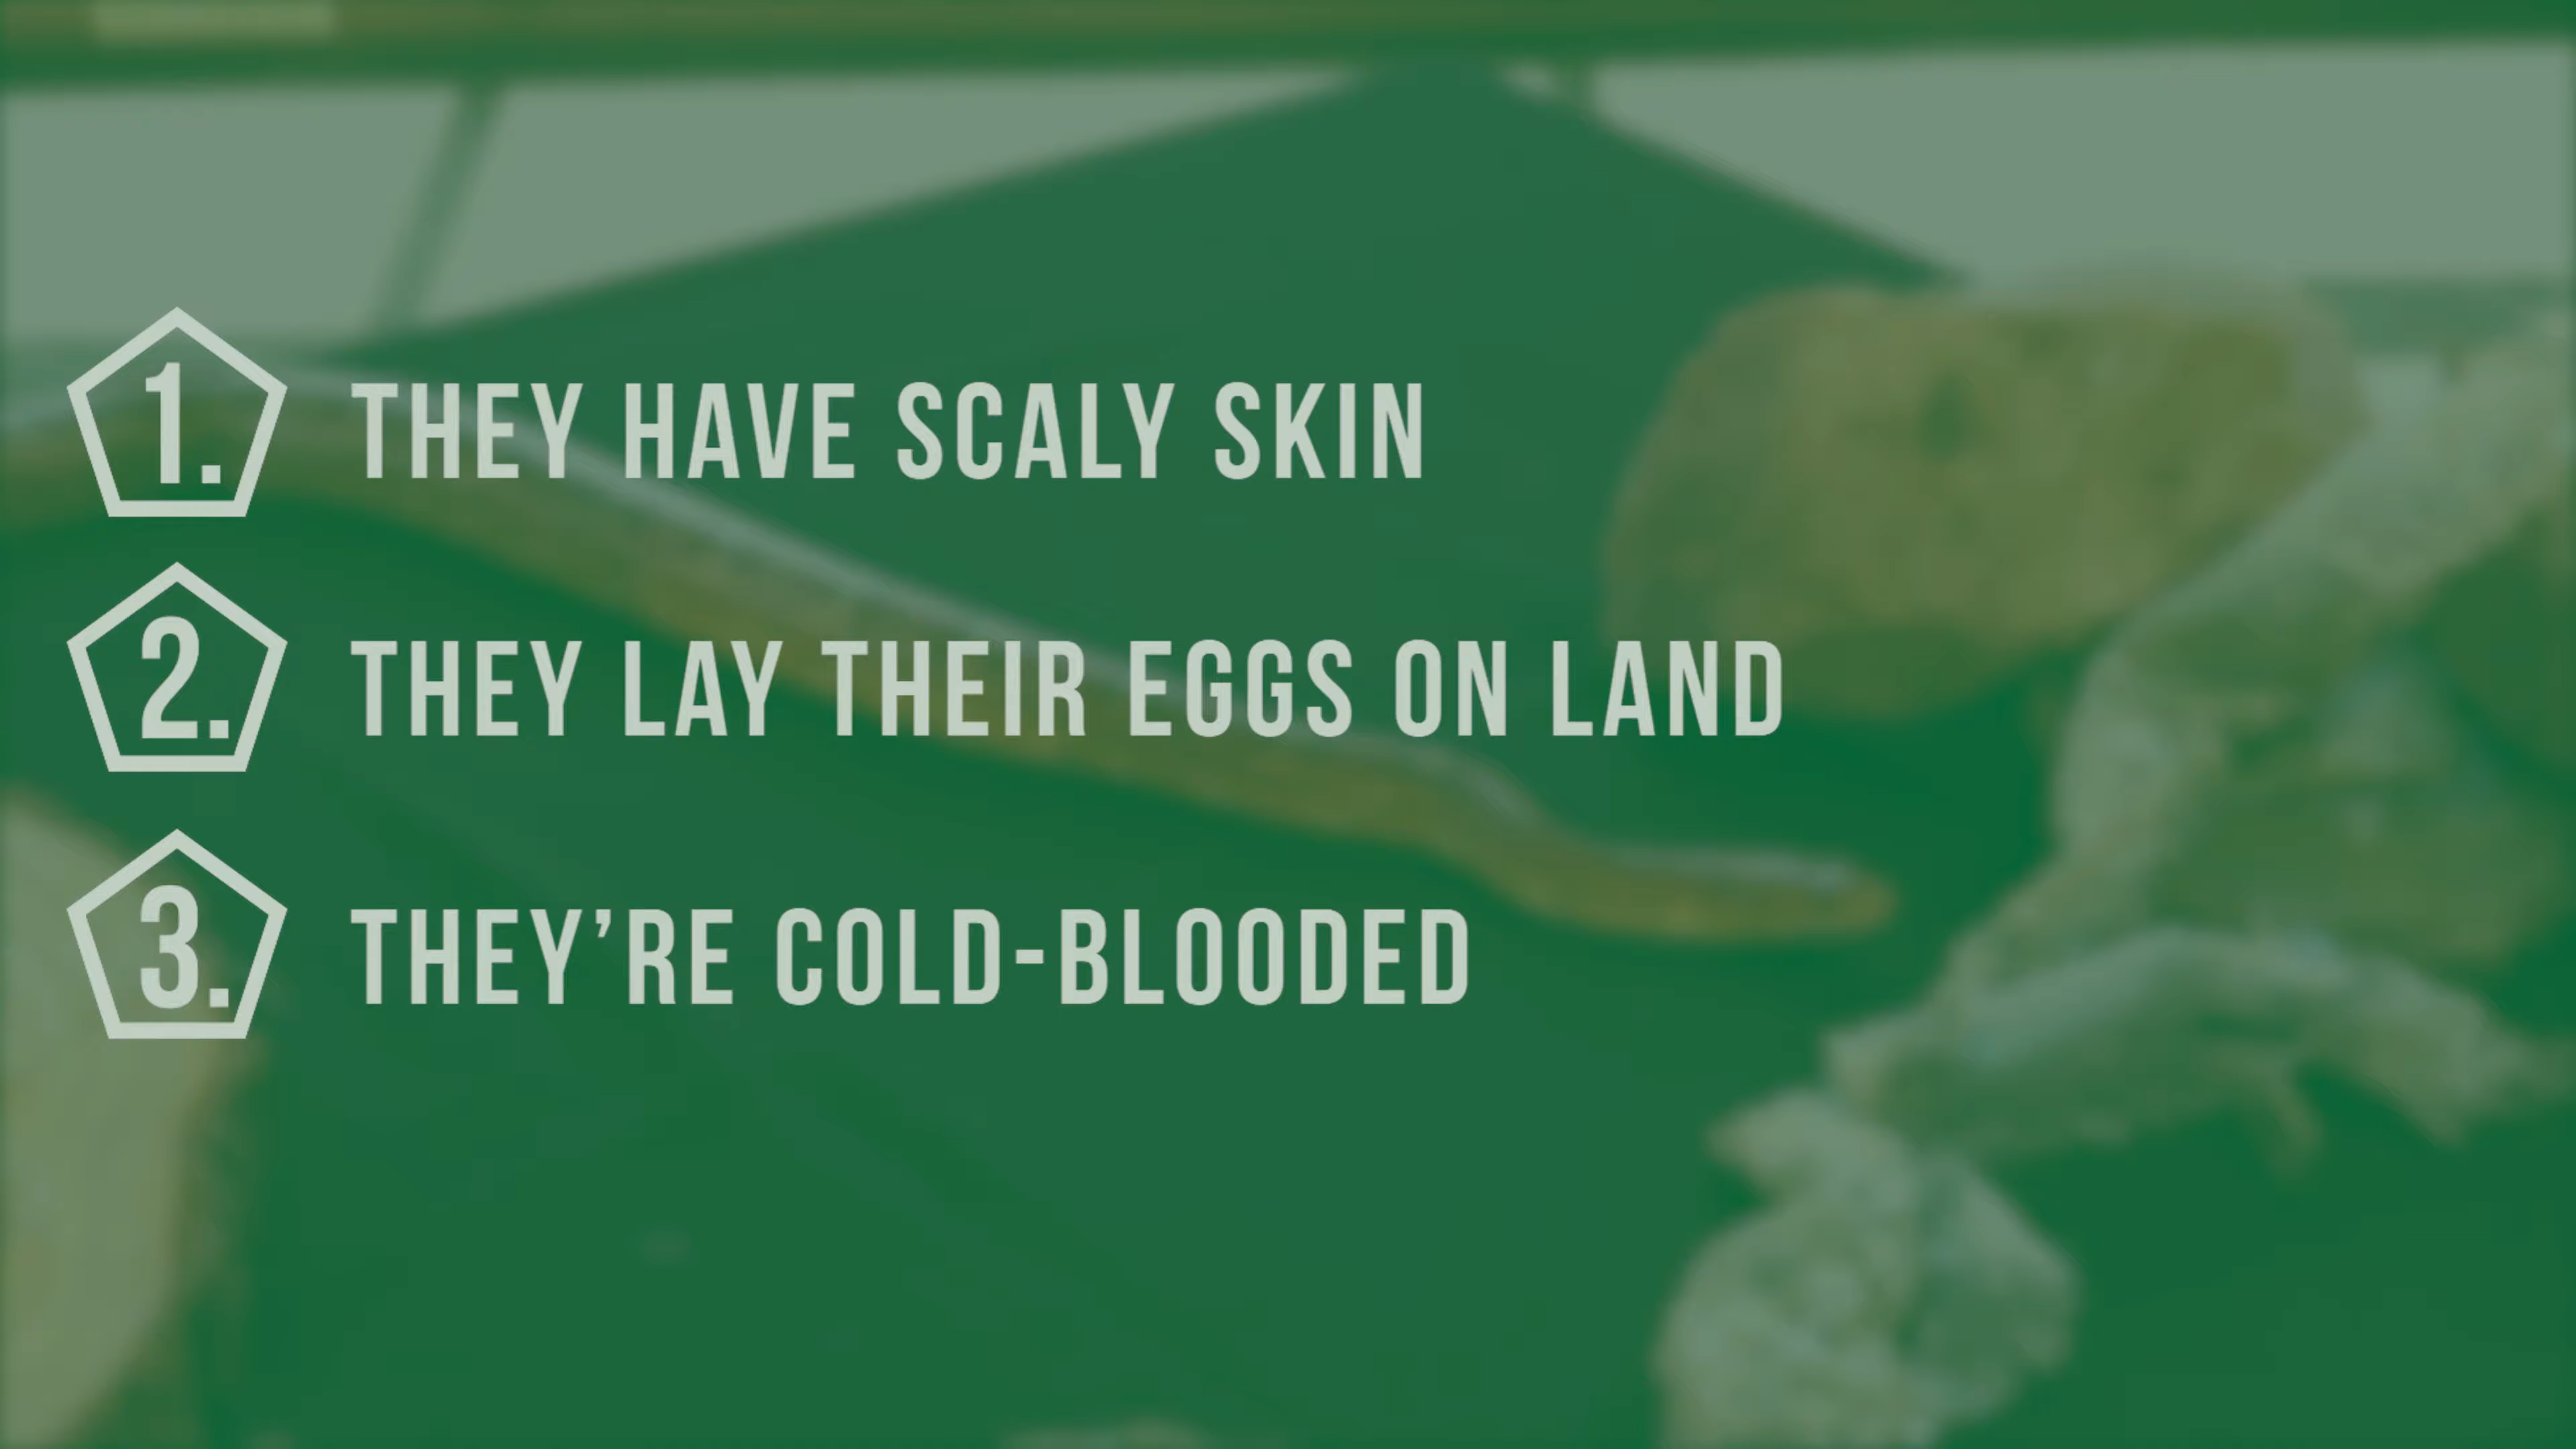 1. THEY HAVE SCALY SKIN
2. THEY LAY THEIR EGGS ON LAND
3. THEY’RE COLD-BLOODED